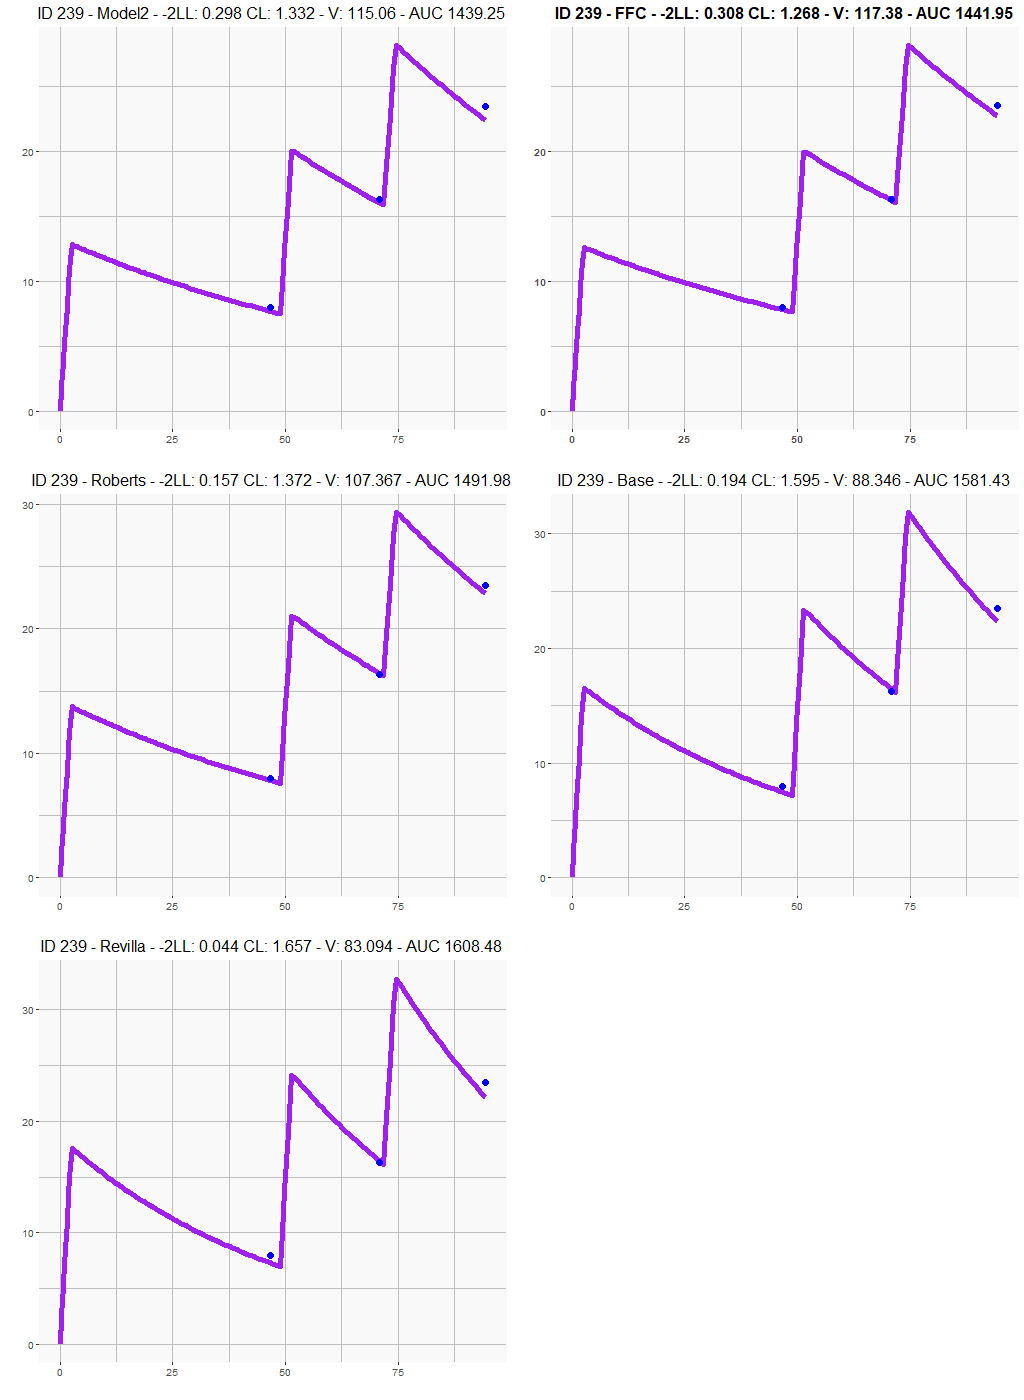 ID 239 - Model2 - -2LL: 0.298 CL: 1.332 - V: 115.06 - AUC 1439.25
20
10
0
0 25 50 75
ID 239 - FFC - -2LL: 0.308 CL: 1.268 - V: 117.38 - AUC 1441.95
20
10
0
0 25 50 75
ID 239 - Roberts - -2LL: 0.157 CL: 1.372 - V: 107.367 - AUC 1491.98
30
20
10
0
0 25 50 75
ID 239 - Base - -2LL: 0.194 CL: 1.595 - V: 88.346 - AUC 1581.43
30
20
10
0
0 25 50 75
ID 239 - Revilla - -2LL: 0.044 CL: 1.657 - V: 83.094 - AUC 1608.48
30
20
10
0
0 25 50 75